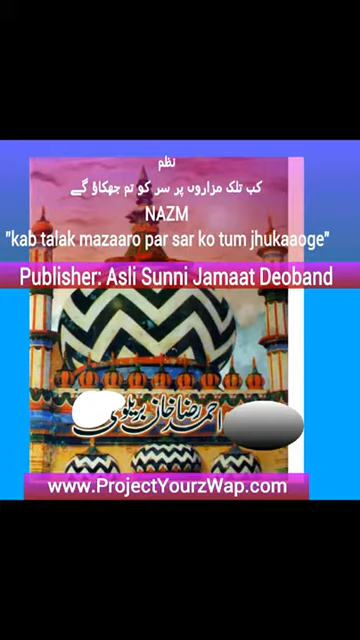 نظم
کب تلک مزاروں پر سر کو تم جھکاؤ گے
NAZM
"kab talak mazaaro par sar ko tum jhukaaoge"
Publisher: Asli Sunni Jamaat Deoband
احمد رضا خان بریلوی
www.ProjectYourzWap.com